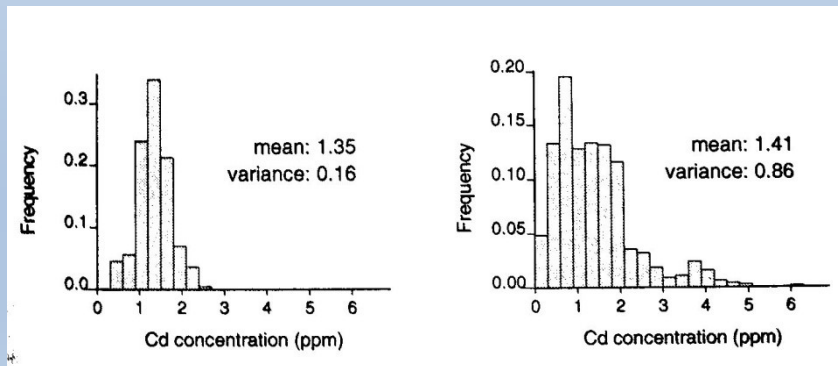 Frequency
0.3
0.2
0.1
0.0
mean: 1.35
variance: 0.16
0 1 2 3 4 5 6
Cd concentration (ppm)
Frequency
0.20
0.15
0.10
0.05
0.00
mean: 1.41
variance: 0.86
0 1 2 3 4 5 6
Cd concentration (ppm)